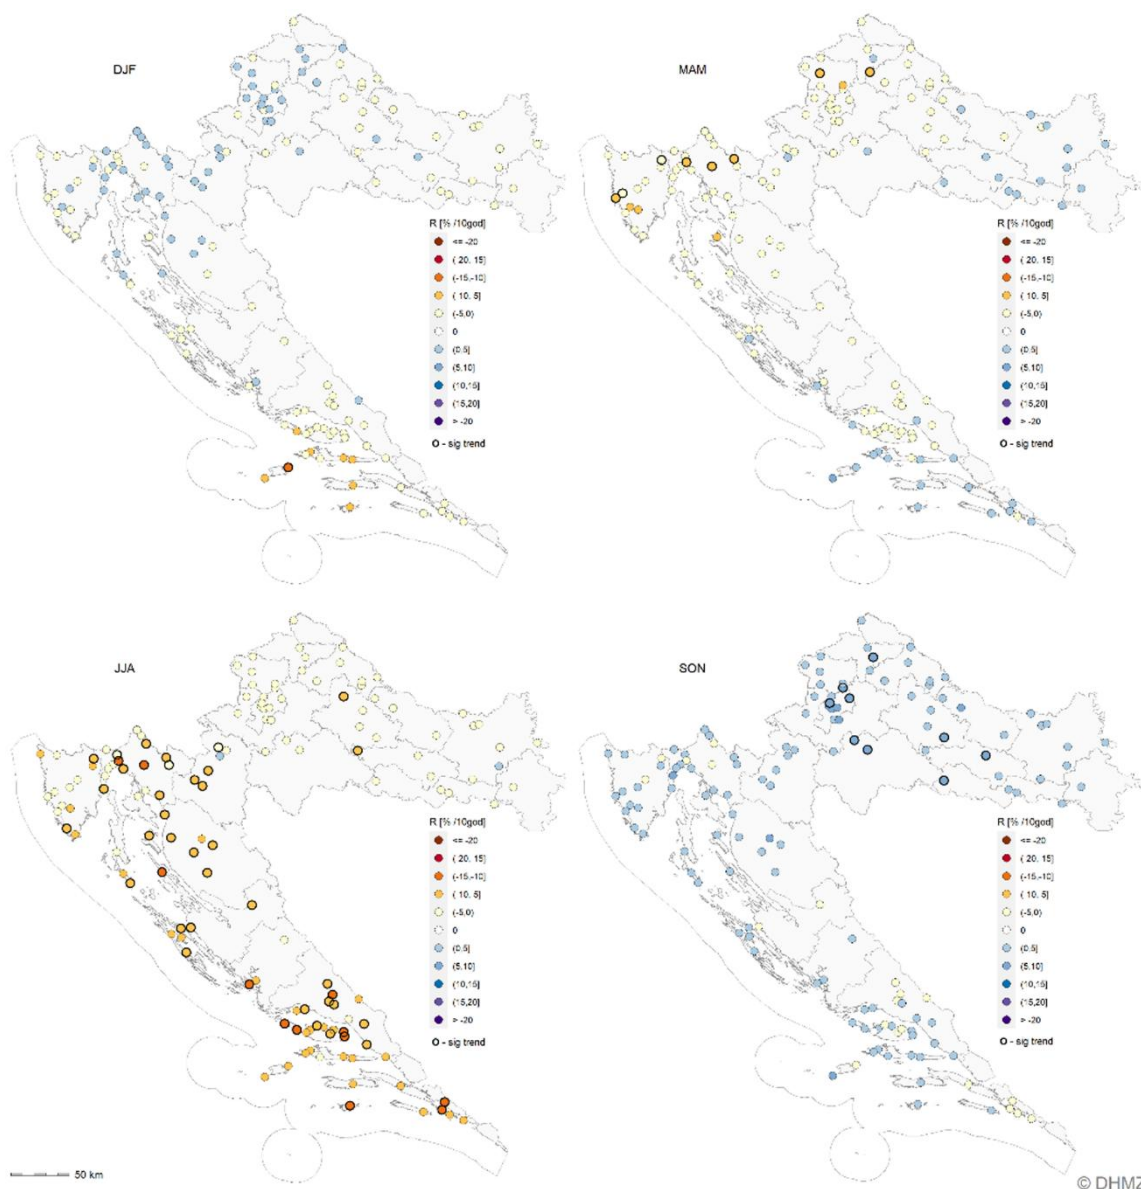 DJF
R [% /10god]
<= -20
( 20, 15]
(-15,-10]
( 10, 5]
(-5,0)
0
(0,5]
(5,10]
(10,15]
(15,20]
> -20
O - sig trend
MAM
R [% /10god]
<= -20
( 20, 15]
(-15,-10]
( 10, 5]
(-5,0)
0
(0,5]
(5,10]
(10,15]
(15,20]
> -20
O - sig trend
JJA
R [% /10god]
<= -20
( 20, 15]
(-15,-10]
( 10, 5]
(-5,0)
0
(0,5]
(5,10]
(10,15]
(15,20]
> -20
O - sig trend
SON
R [% /10god]
<= -20
( 20, 15]
(-15,-10]
( 10, 5]
(-5,0)
0
(0,5]
(5,10]
(10,15]
(15,20]
> -20
O - sig trend
50 km
© DHMZ